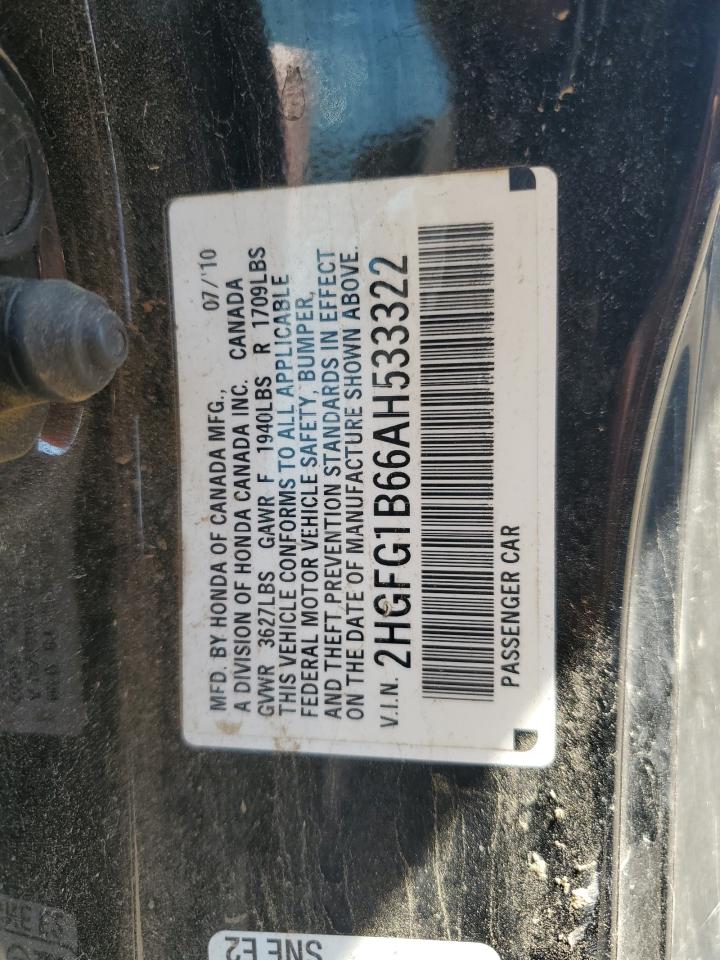 MFD. BY HONDA OF CANADA MFG., 07/'10
A DIVISION OF HONDA CANADA INC. CANADA
GVWR 3627LBS GAWR F 1940LBS R 1709LBS
THIS VEHICLE CONFORMS TO ALL APPLICABLE
FEDERAL MOTOR VEHICLE SAFETY, BUMPER,
AND THEFT PREVENTION STANDARDS IN EFFECT
ON THE DATE OF MANUFACTURE SHOWN ABOVE.
V.I.N. 2HGFG1B66AH533322
PASSENGER CAR
SNE E2